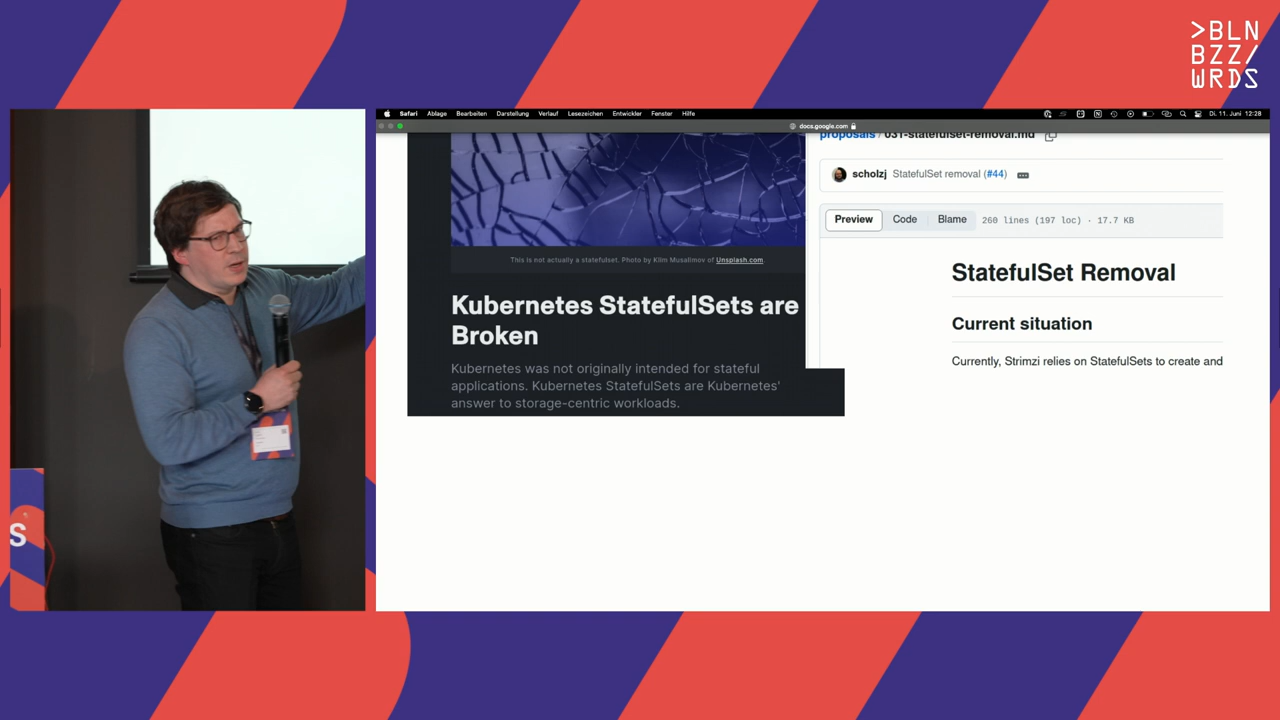 >BLN
BZZ/
WRDS
Safari Ablage Bearbeiten Darstellung Verlauf Lesezeichen Entwickler Fenster Hilfe
Di. 11. Juni 12:28
docs.google.com
proposals / 031-statefulset-removal.md
scholzj StatefulSet removal (#44)
Preview Code Blame 260 lines (197 loc) · 17.7 KB
This is not actually a statefulset. Photo by Klim Musalimov of Unsplash.com.
StatefulSet Removal
Kubernetes StatefulSets are
Broken
Current situation
Currently, Strimzi relies on StatefulSets to create and
Kubernetes was not originally intended for stateful
applications. Kubernetes StatefulSets are Kubernetes'
answer to storage-centric workloads.
S